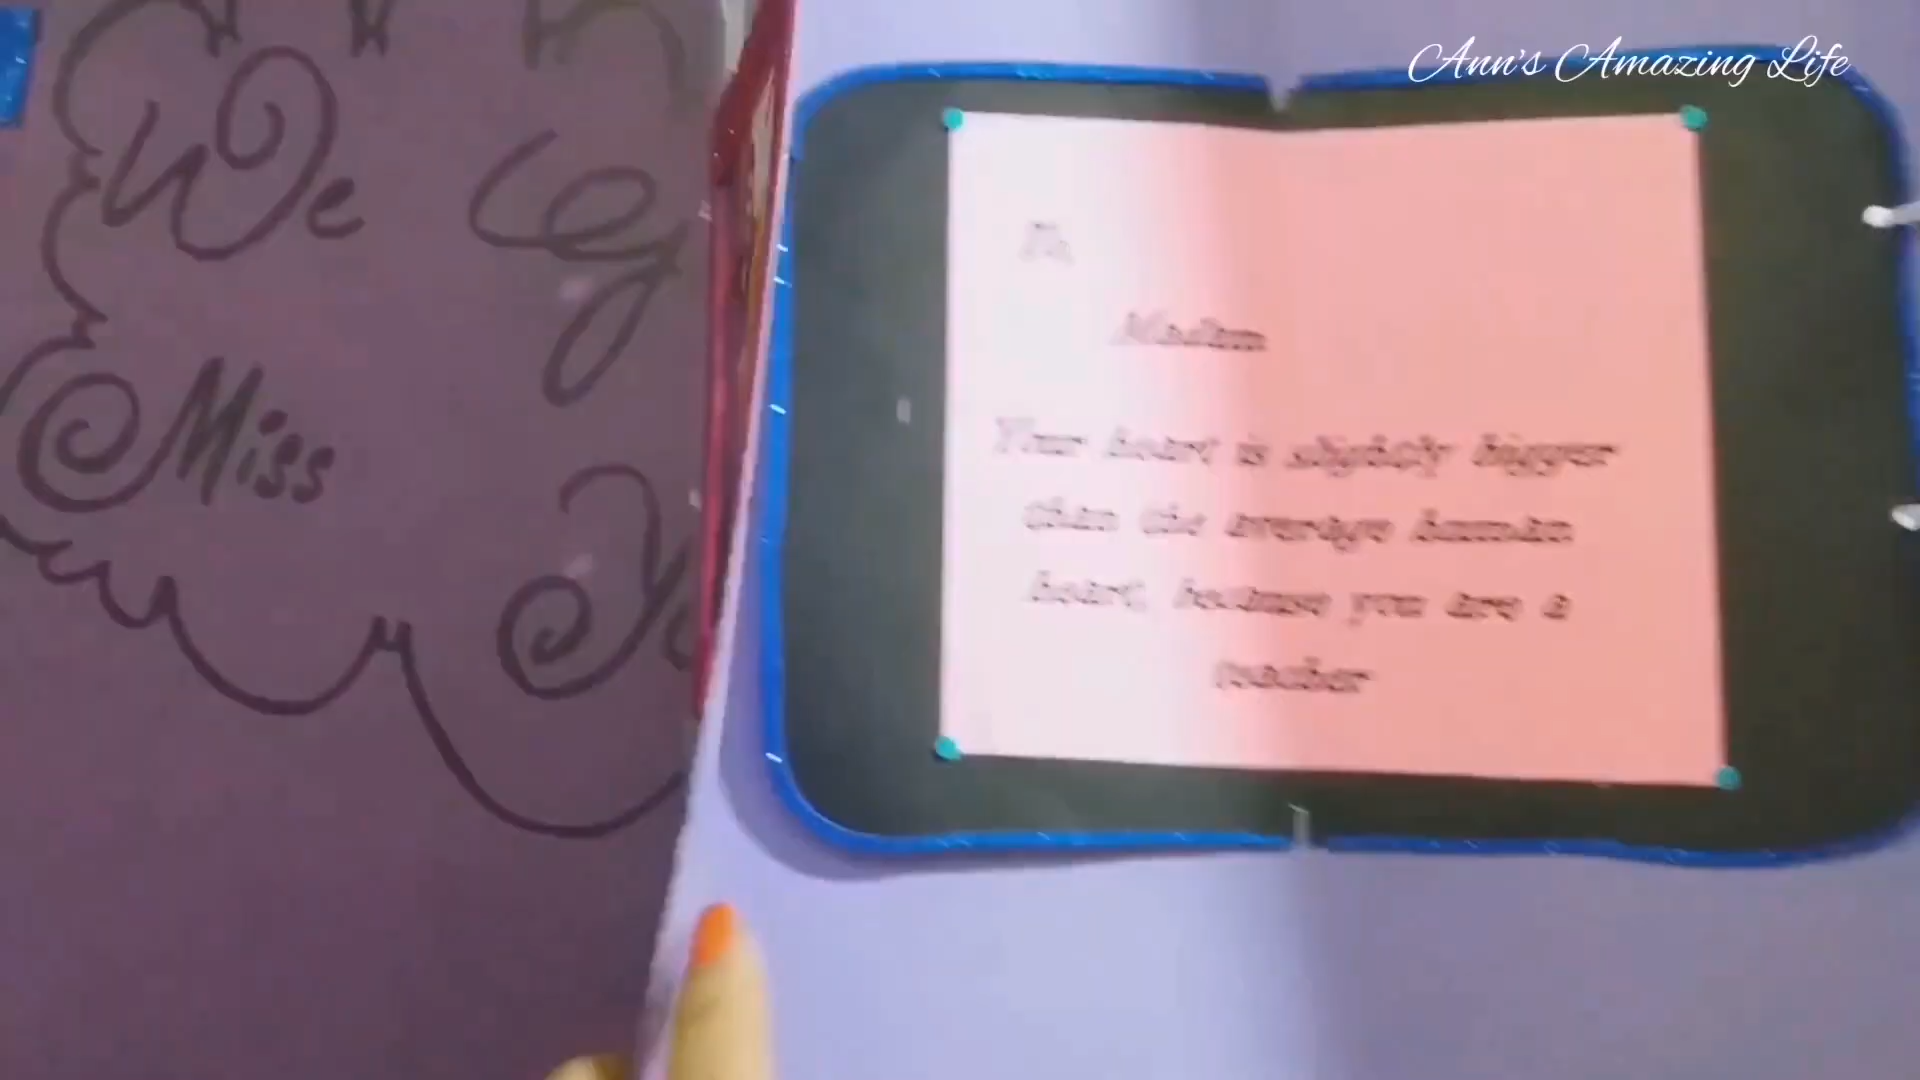 Ann's Amazing Life
We
Miss
Madam
Your heart is slightly bigger
than the average human
heart, because you are a
teacher